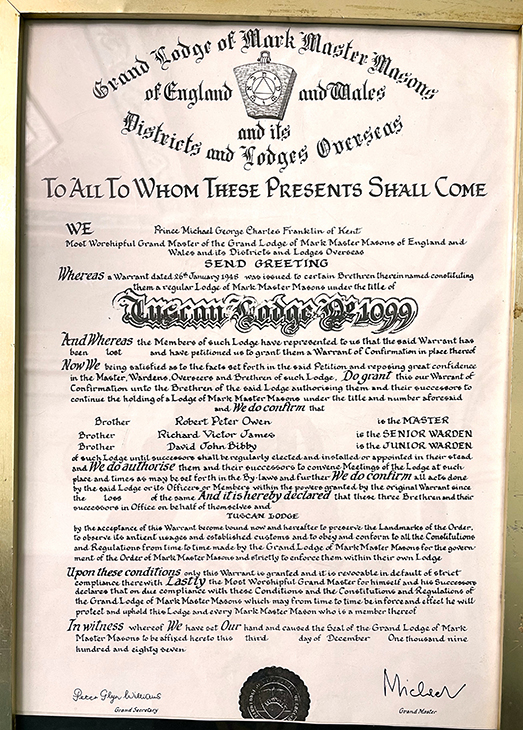 Grand Lodge of Mark Master Masons
of England and Wales
and its
Districts and Lodges Overseas
TO ALL TO WHOM THESE PRESENTS SHALL COME
WE Prince Michael George Charles Franklin of Kent
Most Worshipful Grand Master of the Grand Lodge of Mark Master Masons of England and
Wales and its Districts and Lodges Overseas
SEND GREETING
Whereas a Warrant dated 26th January 1948 was issued to certain Brethren therein named constituting
them a regular Lodge of Mark Master Masons under the title of
Tuscan Lodge No 1099
And Whereas the Members of such Lodge have represented to us that the said Warrant has
been lost and have petitioned us to grant them a Warrant of Confirmation in place thereof
Now We being satisfied as to the facts set forth in the said Petition and reposing great confidence
in the Master, Wardens, Overseers and Brethren of such Lodge, Do grant this our Warrant of
Confirmation unto the Brethren of the said Lodge authorising them and their successors to
continue the holding of a Lodge of Mark Master Masons under the title and number aforesaid
and We do confirm that
Brother Robert Peter Owen is the MASTER
Brother Richard Victor James is the SENIOR WARDEN
Brother David John Bibby is the JUNIOR WARDEN
of such Lodge until successors shall be regularly elected and installed or appointed in their stead
and We do authorise them and their successors to convene Meetings of the Lodge at such
place and times as may be set forth in the By-laws and further We do confirm all acts done
by the said Lodge or its Officers or Members within the powers granted by the original Warrant since
the loss of the same And it is hereby declared that these three Brethren and their
successors in Office on behalf of themselves and
TUSCAN LODGE
by the acceptance of this Warrant become bound now and hereafter to preserve the Landmarks of the Order,
to observe its antient usages and established customs and to obey and conform to all the Constitutions
and Regulations from time to time made by the Grand Lodge of Mark Master Masons for the govern-
ment of the Order of Mark Master Masons and strictly to enforce them within their own Lodge
Upon these conditions only this Warrant is granted and it is revocable in default of strict
compliance therewith Lastly the Most Worshipful Grand Master for himself and his Successors
declares that on due compliance with these Conditions and the Constitutions and Regulations of
the Grand Lodge of Mark Master Masons which may from time to time be in force and effect he will
protect and uphold this Lodge and every Mark Master Mason who is a member thereof
In witness whereof We have set Our hand and caused the Seal of the Grand Lodge of Mark
Master Masons to be affixed hereto this third day of December One thousand nine
hundred and eighty seven
Peter Glyn Williams
Grand Secretary
Michael
Grand Master